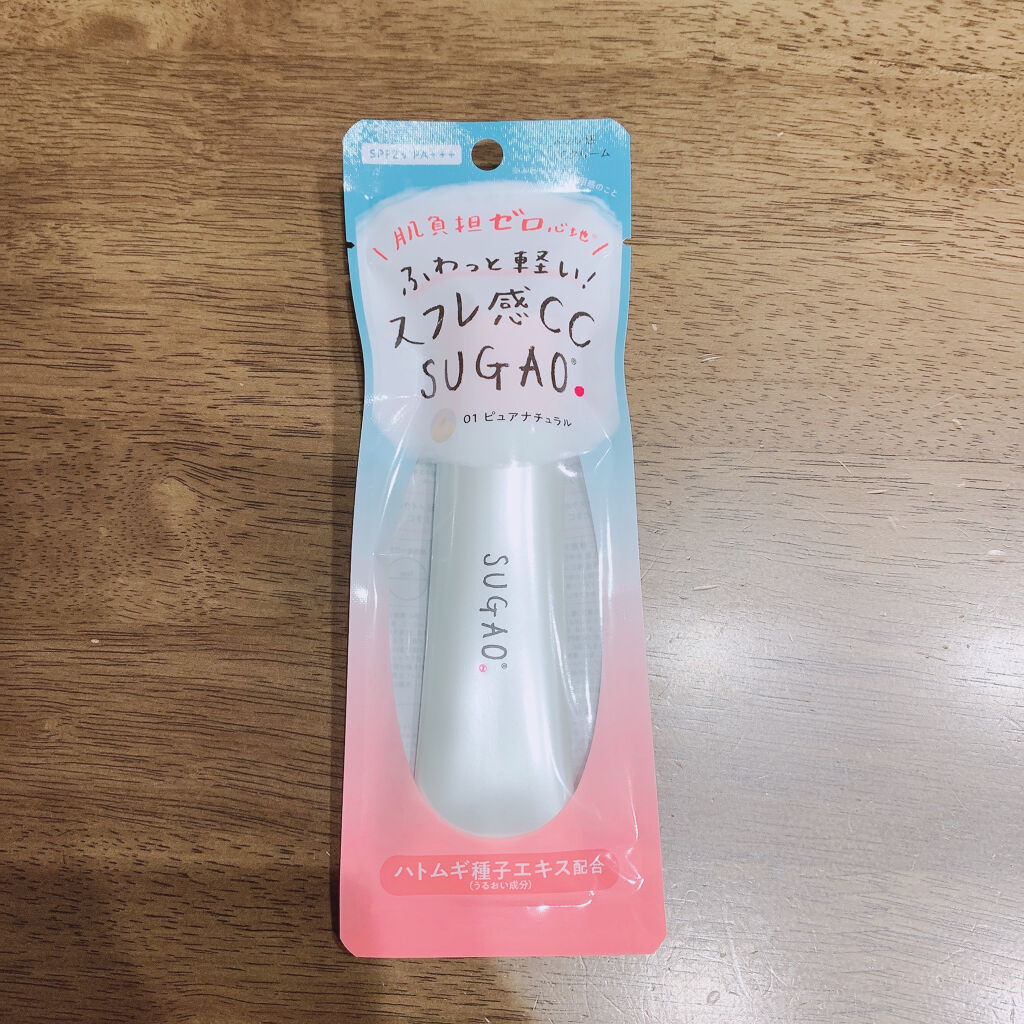 PA+++
肌負担ゼロ心地
ふわっと軽い!
スフレ感CC
SUGAO®
01 ピュアナチュラル
SUGAO®
ハトムギ種子エキス配合
(うるおい成分)